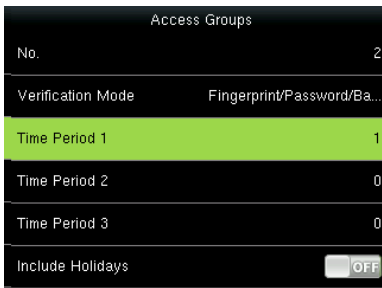 Access Groups
No. 2
Verification Mode Fingerprint/Password/Ba...
Time Period 1 1
Time Period 2 0
Time Period 3 0
Include Holidays OFF